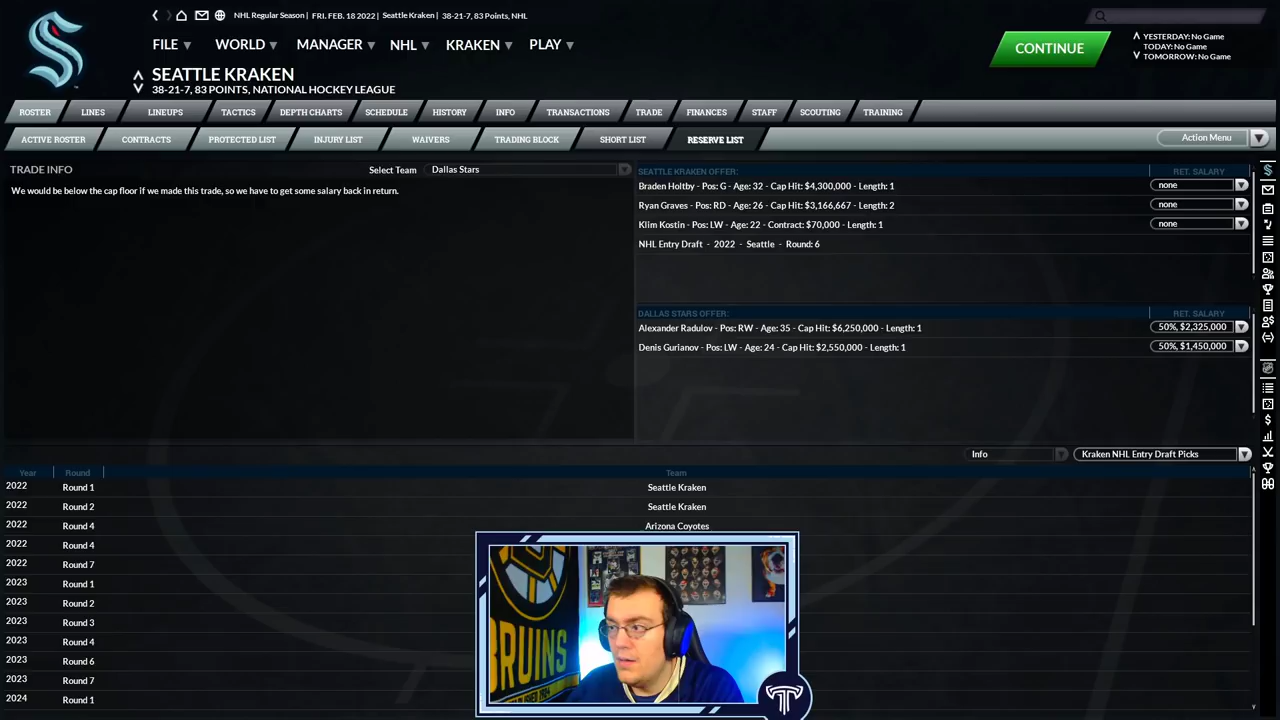 NHL Regular Season | FRI. FEB. 18 2022 | Seattle Kraken | 38-21-7, 83 Points, NHL
FILE WORLD MANAGER NHL KRAKEN PLAY
CONTINUE
YESTERDAY: No Game
TODAY: No Game
TOMORROW: No Game
SEATTLE KRAKEN
38-21-7, 83 POINTS, NATIONAL HOCKEY LEAGUE
ROSTER LINES LINEUPS TACTICS DEPTH CHARTS SCHEDULE HISTORY INFO TRANSACTIONS TRADE FINANCES STAFF SCOUTING TRAINING
ACTIVE ROSTER CONTRACTS PROTECTED LIST INJURY LIST WAIVERS TRADING BLOCK SHORT LIST RESERVE LIST Action Menu
TRADE INFO Select Team Dallas Stars
We would be below the cap floor if we made this trade, so we have to get some salary back in return.
SEATTLE KRAKEN OFFER: RET. SALARY
Braden Holtby - Pos: G - Age: 32 - Cap Hit: $4,300,000 - Length: 1 none
Ryan Graves - Pos: RD - Age: 26 - Cap Hit: $3,166,667 - Length: 2 none
Klim Kostin - Pos: LW - Age: 22 - Contract: $70,000 - Length: 1 none
NHL Entry Draft - 2022 - Seattle - Round: 6
DALLAS STARS OFFER: RET. SALARY
Alexander Radulov - Pos: RW - Age: 35 - Cap Hit: $6,250,000 - Length: 1 50%, $2,325,000
Denis Gurianov - Pos: LW - Age: 24 - Cap Hit: $2,550,000 - Length: 1 50%, $1,450,000
Info Kraken NHL Entry Draft Picks
Year Round Team
2022 Round 1 Seattle Kraken
2022 Round 2 Seattle Kraken
2022 Round 4 Arizona Coyotes
2022 Round 4
2022 Round 7
2023 Round 1
2023 Round 2
2023 Round 3
2023 Round 4
2023 Round 6
2023 Round 7
2024 Round 1
BRUINS